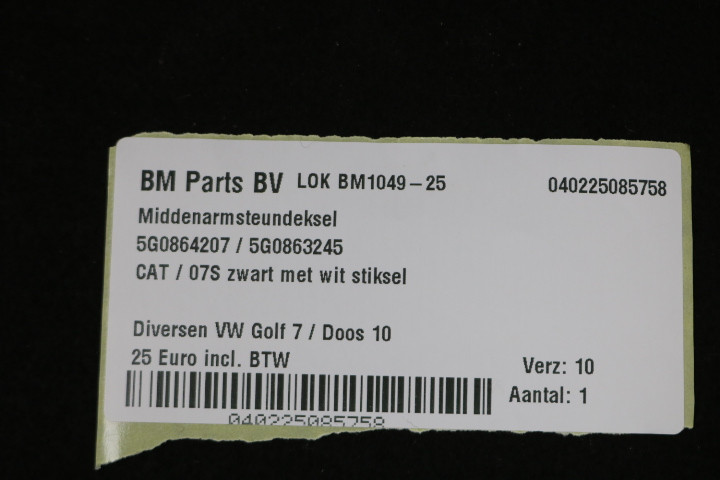 BM Parts BV LOK BM1049-25 040225085758
Middenarmsteundeksel
5G0864207 / 5G0863245
CAT / 07S zwart met wit stiksel
Diversen VW Golf 7 / Doos 10
25 Euro incl. BTW
Verz: 10
Aantal: 1
040225085758